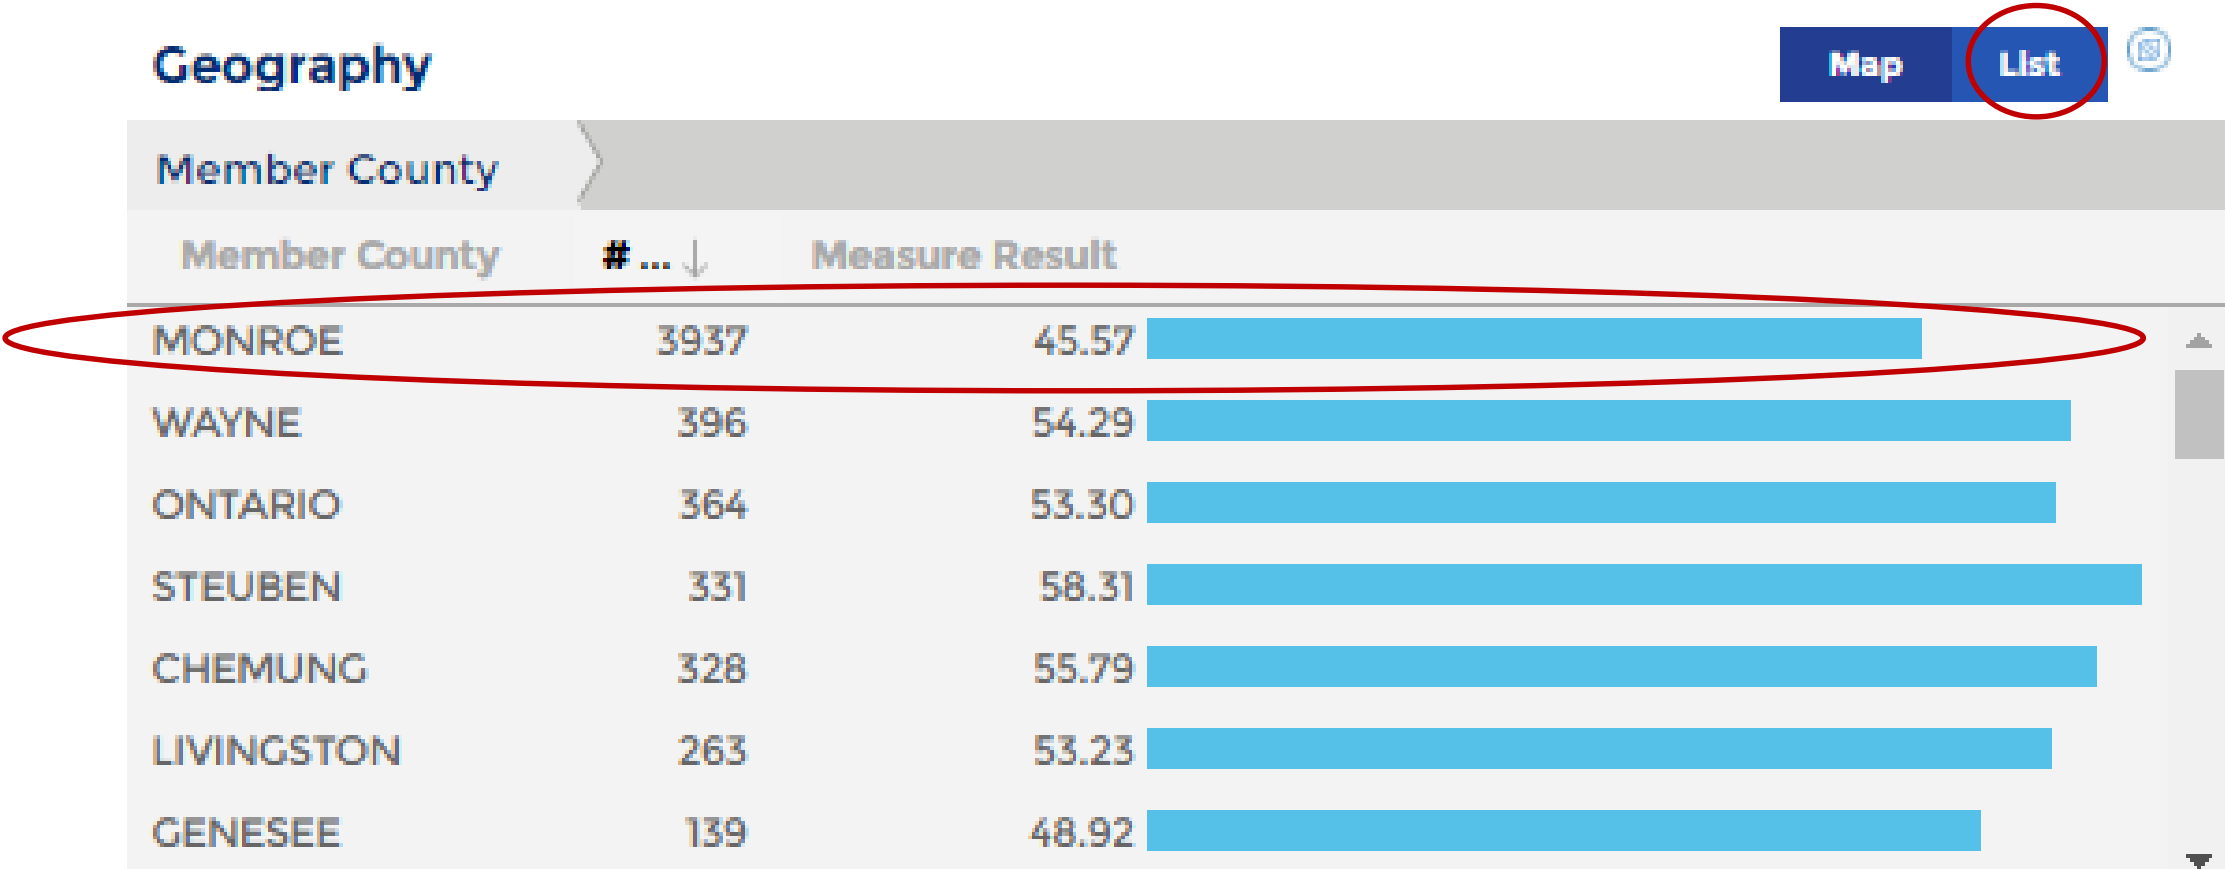 Geography Map List
Member County
Member County # ... ↓ Measure Result
MONROE 3937 45.57
WAYNE 396 54.29
ONTARIO 364 53.30
STEUBEN 331 58.31
CHEMUNG 328 55.79
LIVINGSTON 263 53.23
GENESEE 139 48.92